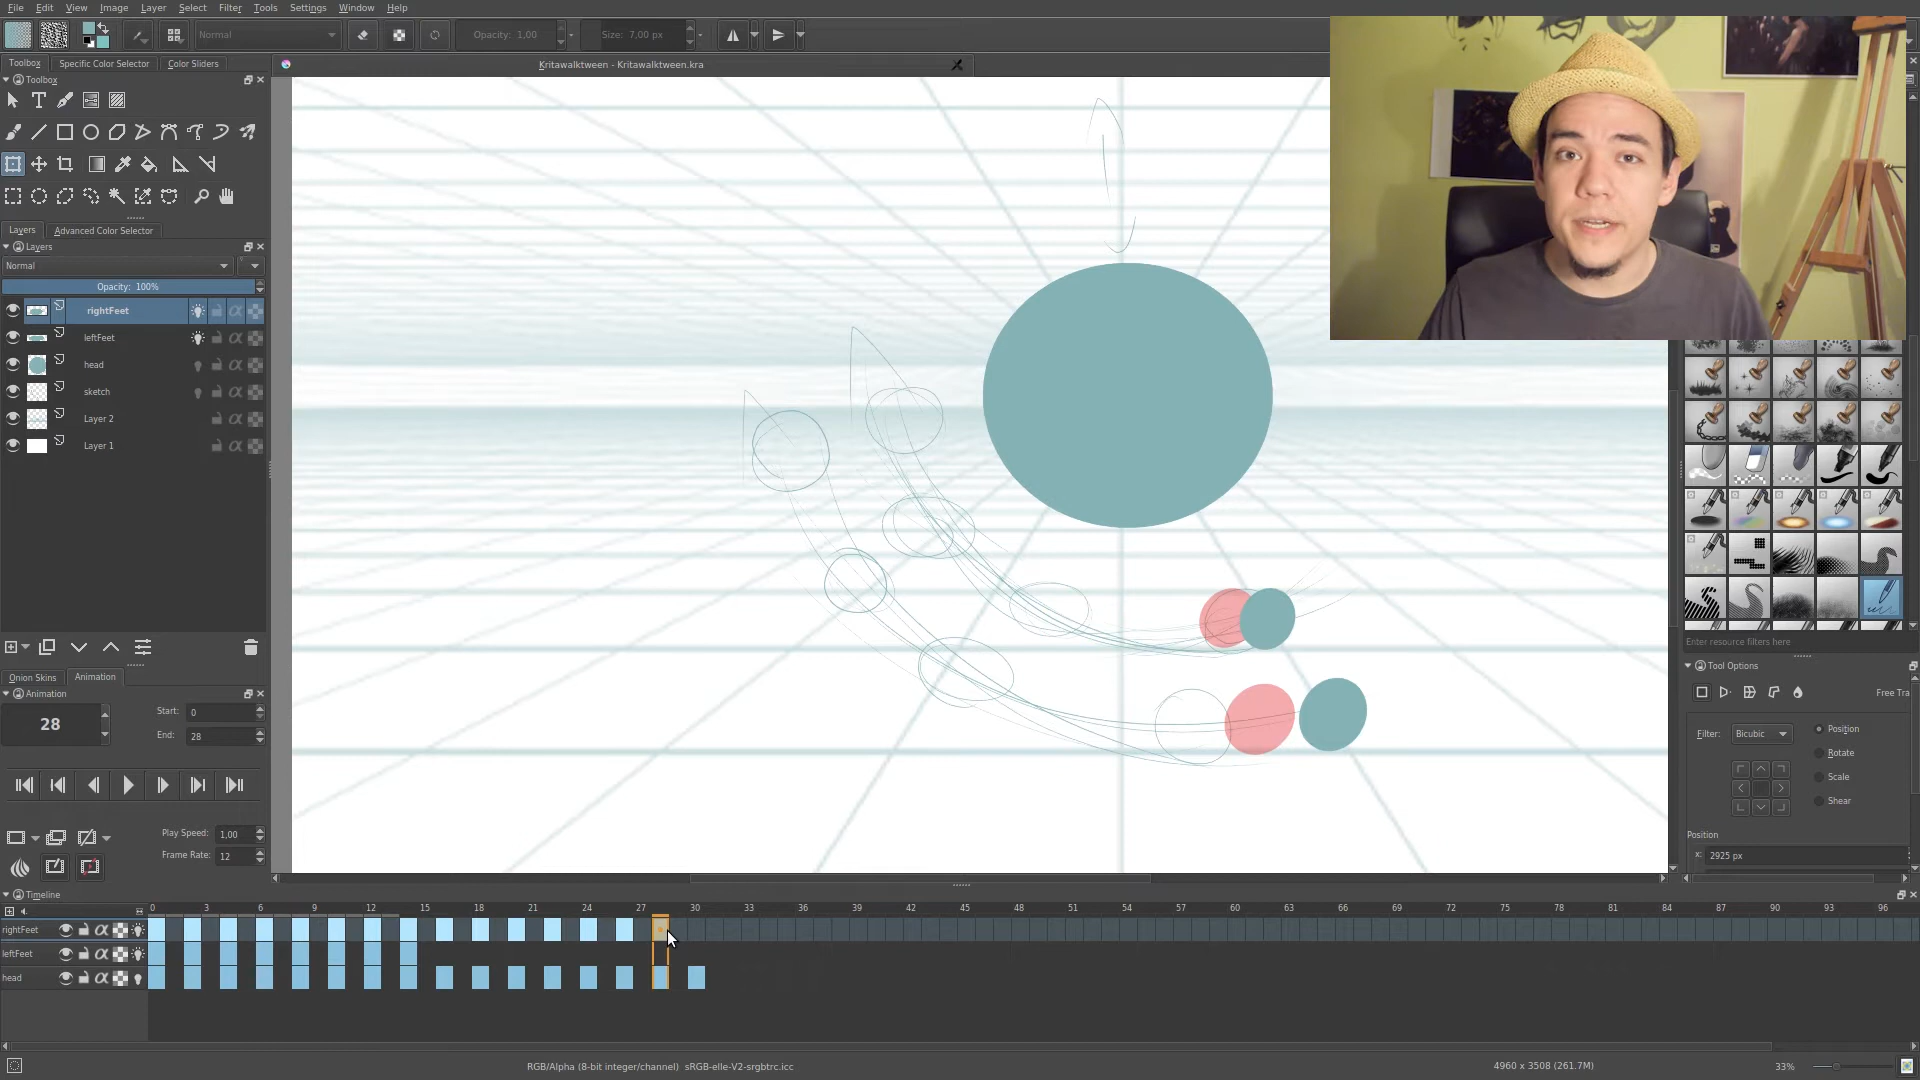 File Edit View Image Layer Select Filter Tools Settings Window Help
Normal
Opacity: 1,00
Size: 7,00 px
Toolbox Specific Color Selector Color Sliders
Kritawalktween - Kritawalktween.kra
Toolbox
Layers Advanced Color Selector
Layers
Normal
Opacity: 100%
rightFeet
leftFeet
head
sketch
Layer 2
Layer 1
Enter resource filters here
Tool Options
Free Tra
Filter: Bicubic
Position
Rotate
Scale
Shear
Position
x: 2925 px
Onion Skins Animation
Animation
28
Start: 0
End: 28
Play Speed: 1,00
Frame Rate: 12
Timeline
0 3 6 9 12 15 18 21 24 27 30 33 36 39 42 45 48 51 54 57 60 63 66 69 72 75 78 81 84 87 90 93 96
rightFeet
leftFeet
head
RGB/Alpha (8-bit integer/channel) sRGB-elle-V2-srgbtrc.icc
4960 x 3508 (261.7M)
33%